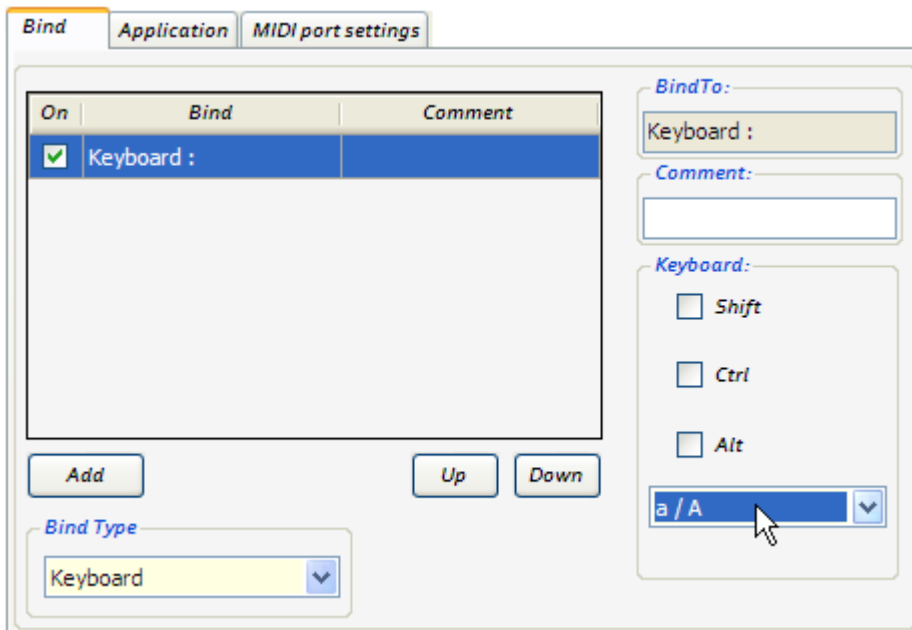 Bind Application MIDI port settings
On Bind Comment
Keyboard :
BindTo:
Keyboard :
Comment:
Keyboard:
Shift
Ctrl
Alt
a / A
Add Up Down
Bind Type
Keyboard